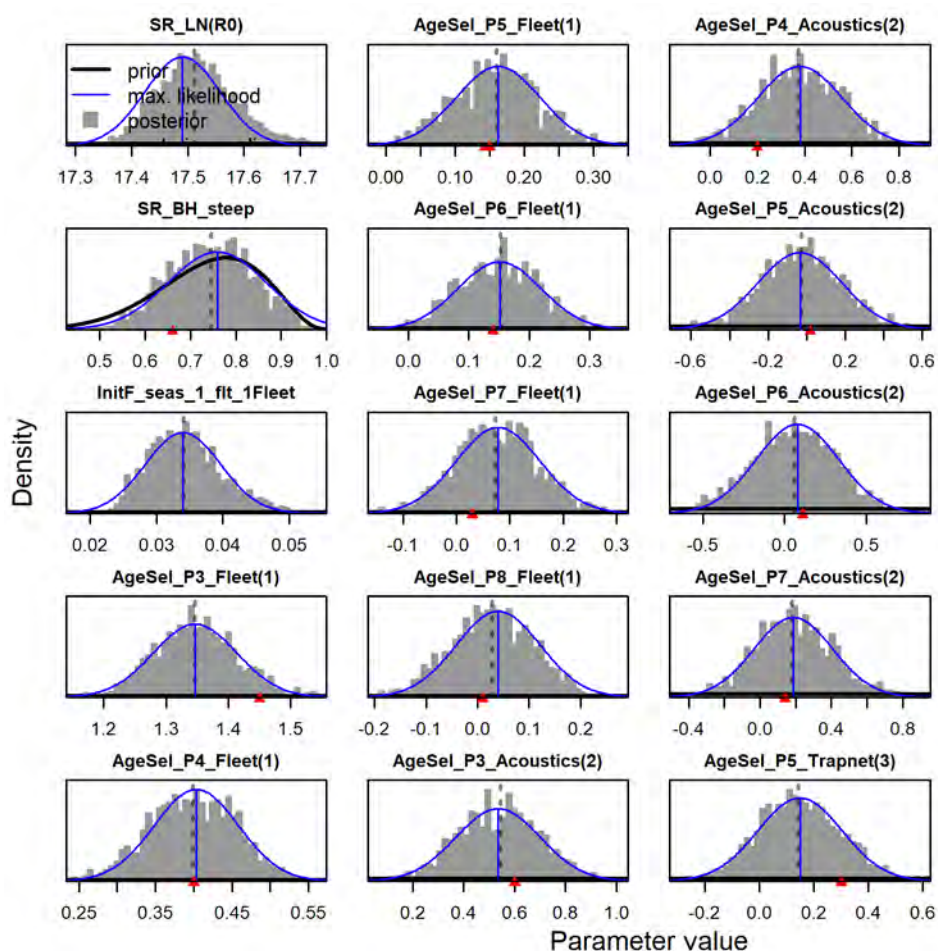 SR_LN(R0)
AgeSel_P5_Fleet(1)
AgeSel_P4_Acoustics(2)
prior
max. likelihood
posterior
17.3 17.4 17.5 17.6 17.7
0.00 0.10 0.20 0.30
0.0 0.2 0.4 0.6 0.8
SR_BH_steep
AgeSel_P6_Fleet(1)
AgeSel_P5_Acoustics(2)
0.5 0.6 0.7 0.8 0.9 1.0
0.0 0.1 0.2 0.3
-0.6 -0.2 0.2 0.6
InitF_seas_1_flt_1Fleet
AgeSel_P7_Fleet(1)
AgeSel_P6_Acoustics(2)
0.02 0.03 0.04 0.05
-0.1 0.0 0.1 0.2 0.3
-0.5 0.0 0.5
AgeSel_P3_Fleet(1)
AgeSel_P8_Fleet(1)
AgeSel_P7_Acoustics(2)
1.2 1.3 1.4 1.5
-0.2 -0.1 0.0 0.1 0.2
-0.4 0.0 0.4 0.8
AgeSel_P4_Fleet(1)
AgeSel_P3_Acoustics(2)
AgeSel_P5_Trapnet(3)
0.25 0.35 0.45 0.55
0.2 0.4 0.6 0.8 1.0
-0.2 0.0 0.2 0.4 0.6
Density
Parameter value